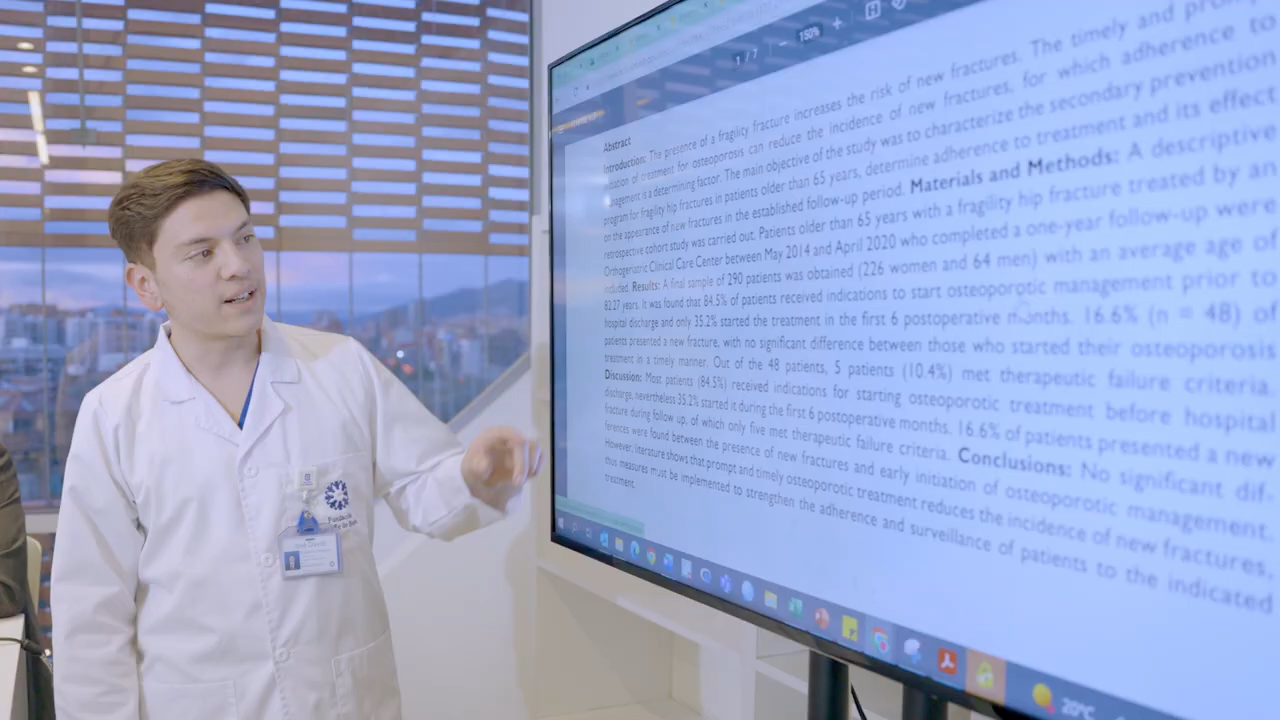 150%
1 / 7
Abstract
Introduction: The presence of a fragility fracture increases the risk of new fractures. The timely and
initiation of treatment for osteoporosis can reduce the incidence of new fractures, for which adherence to
management is a determining factor. The main objective of the study was to characterize the secondary prevention
program for fragility hip fractures in patients older than 65 years, determine adherence to treatment and its effect
on the appearance of new fractures in the established follow-up period. Materials and Methods: A descriptive
retrospective cohort study was carried out. Patients older than 65 years with a fragility hip fracture treated by an
Orthogeriatric Clinical Care Center between May 2014 and April 2020 who completed a one-year follow-up were
included. Results: A final sample of 290 patients was obtained (226 women and 64 men) with an average age of
82.27 years. It was found that 84.5% of patients received indications to start osteoporotic management prior to
hospital discharge and only 35.2% started the treatment in the first 6 postoperative months. 16.6% (n = 48) of
patients presented a new fracture, with no significant difference between those who started their osteoporosis
treatment in a timely manner. Out of the 48 patients, 5 patients (10.4%) met therapeutic failure criteria.
Discussion: Most patients (84.5%) received indications for starting osteoporotic treatment before hospital
discharge, nevertheless 35.2% started it during the first 6 postoperative months. 16.6% of patients presented a new
fracture during follow up, of which only five met therapeutic failure criteria. Conclusions: No significant dif-
ferences were found between the presence of new fractures and early initiation of osteoporotic management.
However, literature shows that prompt and timely osteoporotic treatment reduces the incidence of new fractures,
thus measures must be implemented to strengthen the adherence and surveillance of patients to the indicated
treatment.
20°C